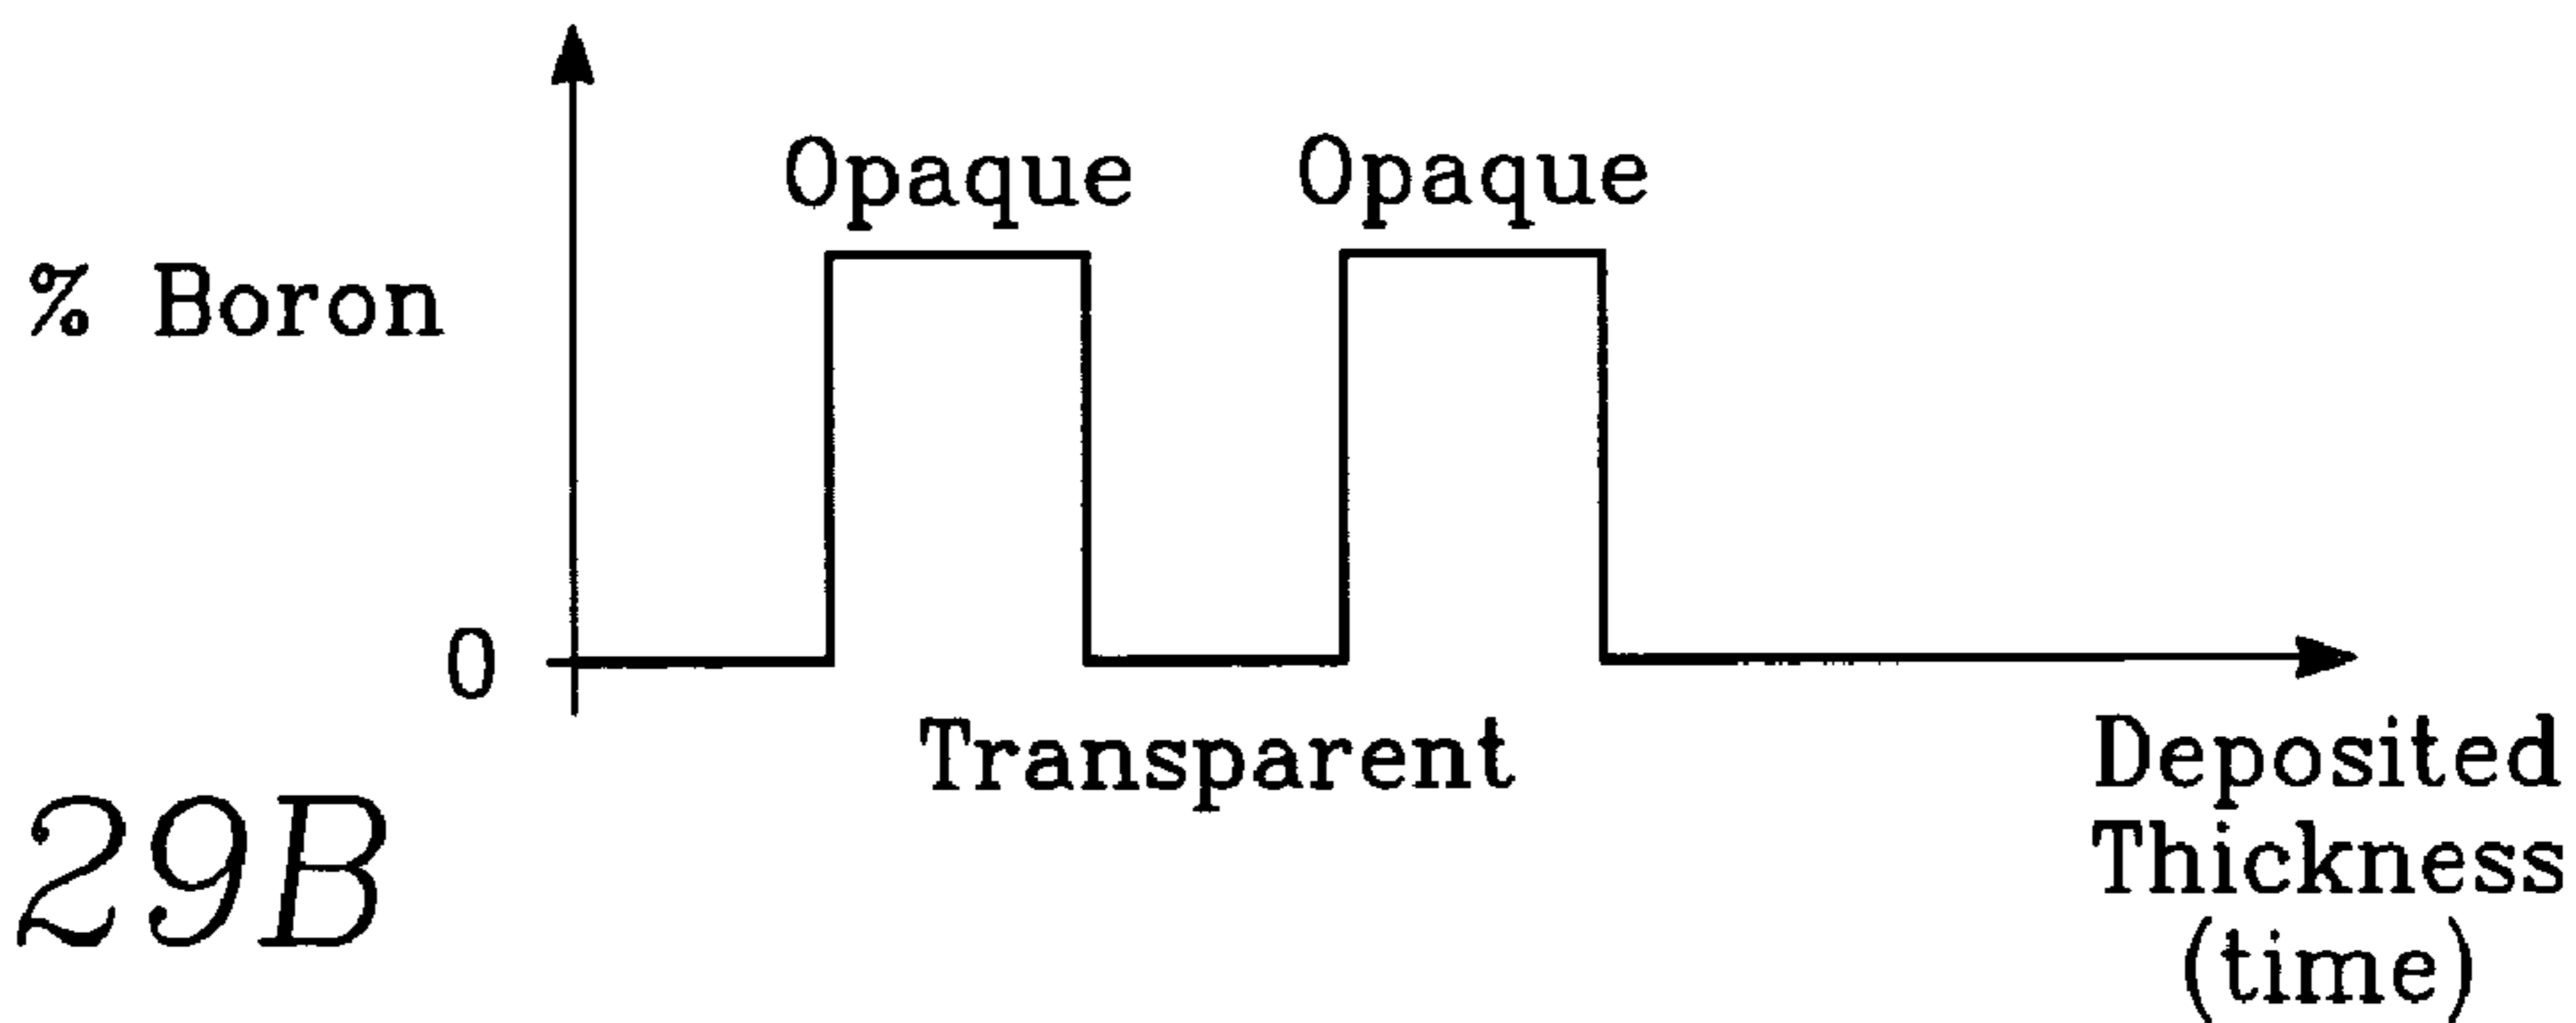 Opaque Opaque
% Boron
0
Transparent
Deposited
Thickness
(time)
29B